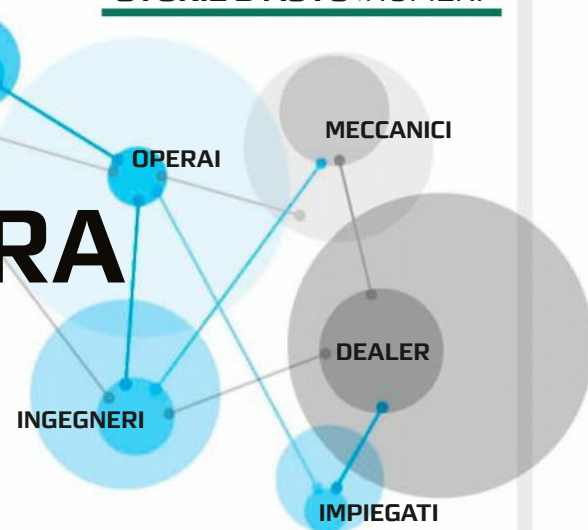 MECCANICI
OPERAI
RA
DEALER
INGEGNERI
IMPIEGATI